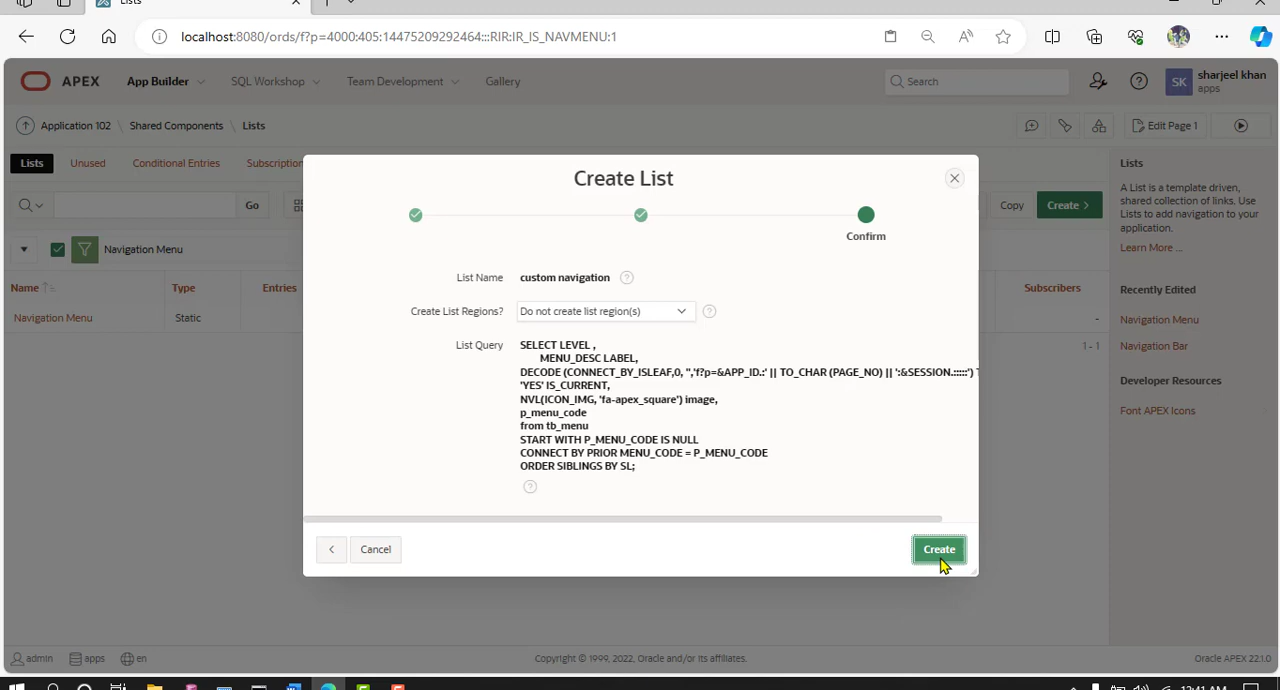 Lists
localhost:8080/ords/f?p=4000:405:14475209292464:::RIR:IR_IS_NAVMENU:1
APEX
App Builder
SQL Workshop
Team Development
Gallery
Search
SK
sharjeel khan
apps
Application 102
Shared Components
Lists
Edit Page 1
Lists
Unused
Conditional Entries
Subscription
Go
Copy
Create
Navigation Menu
Name
Type
Entries
Subscribers
Navigation Menu
Static
-
1 - 1
Lists
A List is a template driven,
shared collection of links. Use
Lists to add navigation to your
application.
Learn More ...
Recently Edited
Navigation Menu
Navigation Bar
Developer Resources
Font APEX Icons
Create List
Confirm
List Name
custom navigation
Create List Regions?
Do not create list region(s)
List Query
SELECT LEVEL ,
MENU_DESC LABEL,
DECODE (CONNECT_BY_ISLEAF,0, '','f?p=&APP_ID.:' || TO_CHAR (PAGE_NO) || ':&SESSION.:::::') T
'YES' IS_CURRENT,
NVL(ICON_IMG, 'fa-apex_square') image,
p_menu_code
from tb_menu
START WITH P_MENU_CODE IS NULL
CONNECT BY PRIOR MENU_CODE = P_MENU_CODE
ORDER SIBLINGS BY SL;
Cancel
Create
admin
apps
en
Copyright © 1999, 2022, Oracle and/or its affiliates.
Oracle APEX 22.1.0
12:41 AM